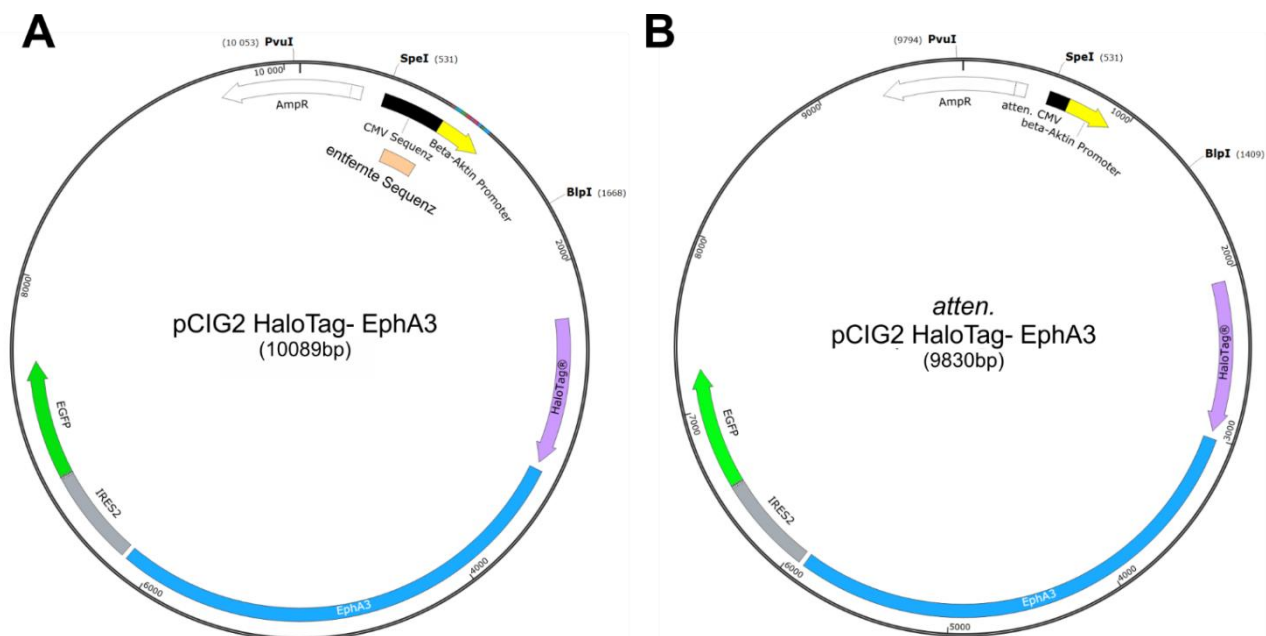 A
(10 053) PvuI
SpeI (531)
10 000
AmpR
CMV Sequenz
Beta-Aktin Promoter
entfernte Sequenz
BlpI (1668)
2000
8000
pCIG2 HaloTag- EphA3
(10089bp)
HaloTag®
EGFP
IRES2
4000
6000
EphA3
B
(9794) PvuI
SpeI (531)
9000
AmpR
atten. CMV
beta-Aktin Promoter
1000
BlpI (1409)
8000
2000
atten.
pCIG2 HaloTag- EphA3
(9830bp)
HaloTag®
7000
EGFP
3000
IRES2
6000
4000
EphA3
5000